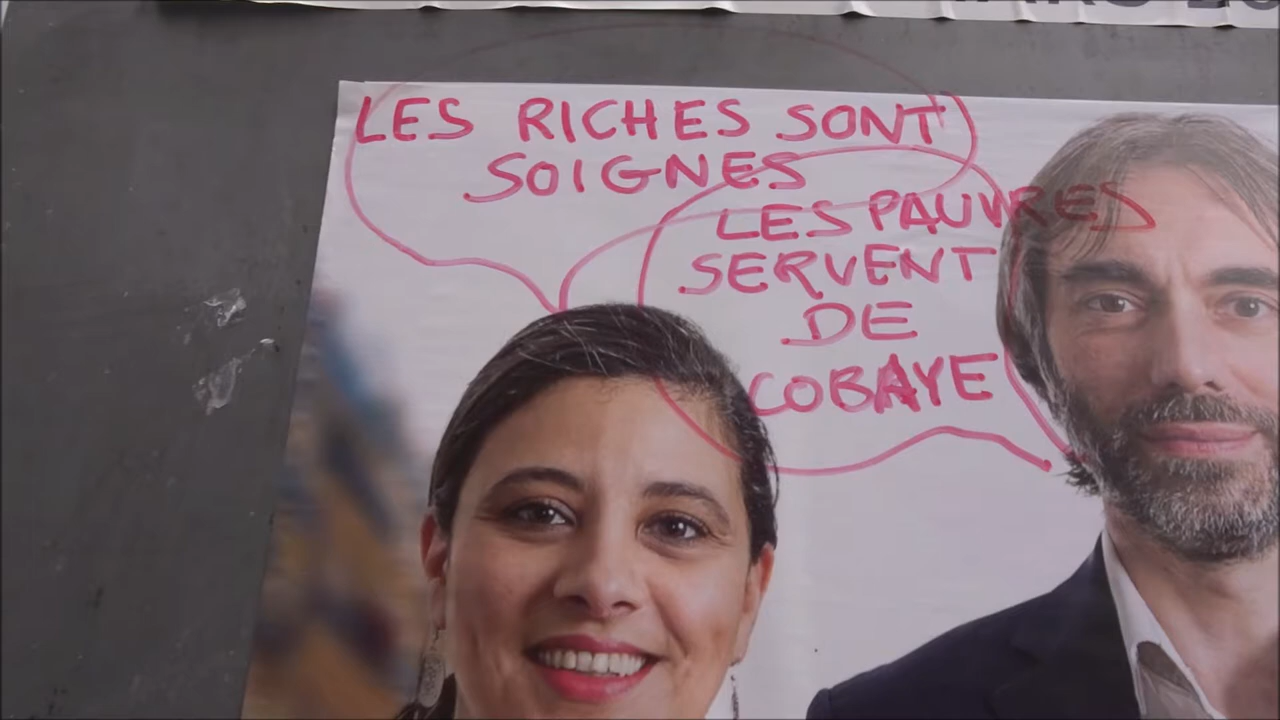 LES RICHES SONT
SOIGNES
LES PAUVRES
SERVENT
DE
COBAYE